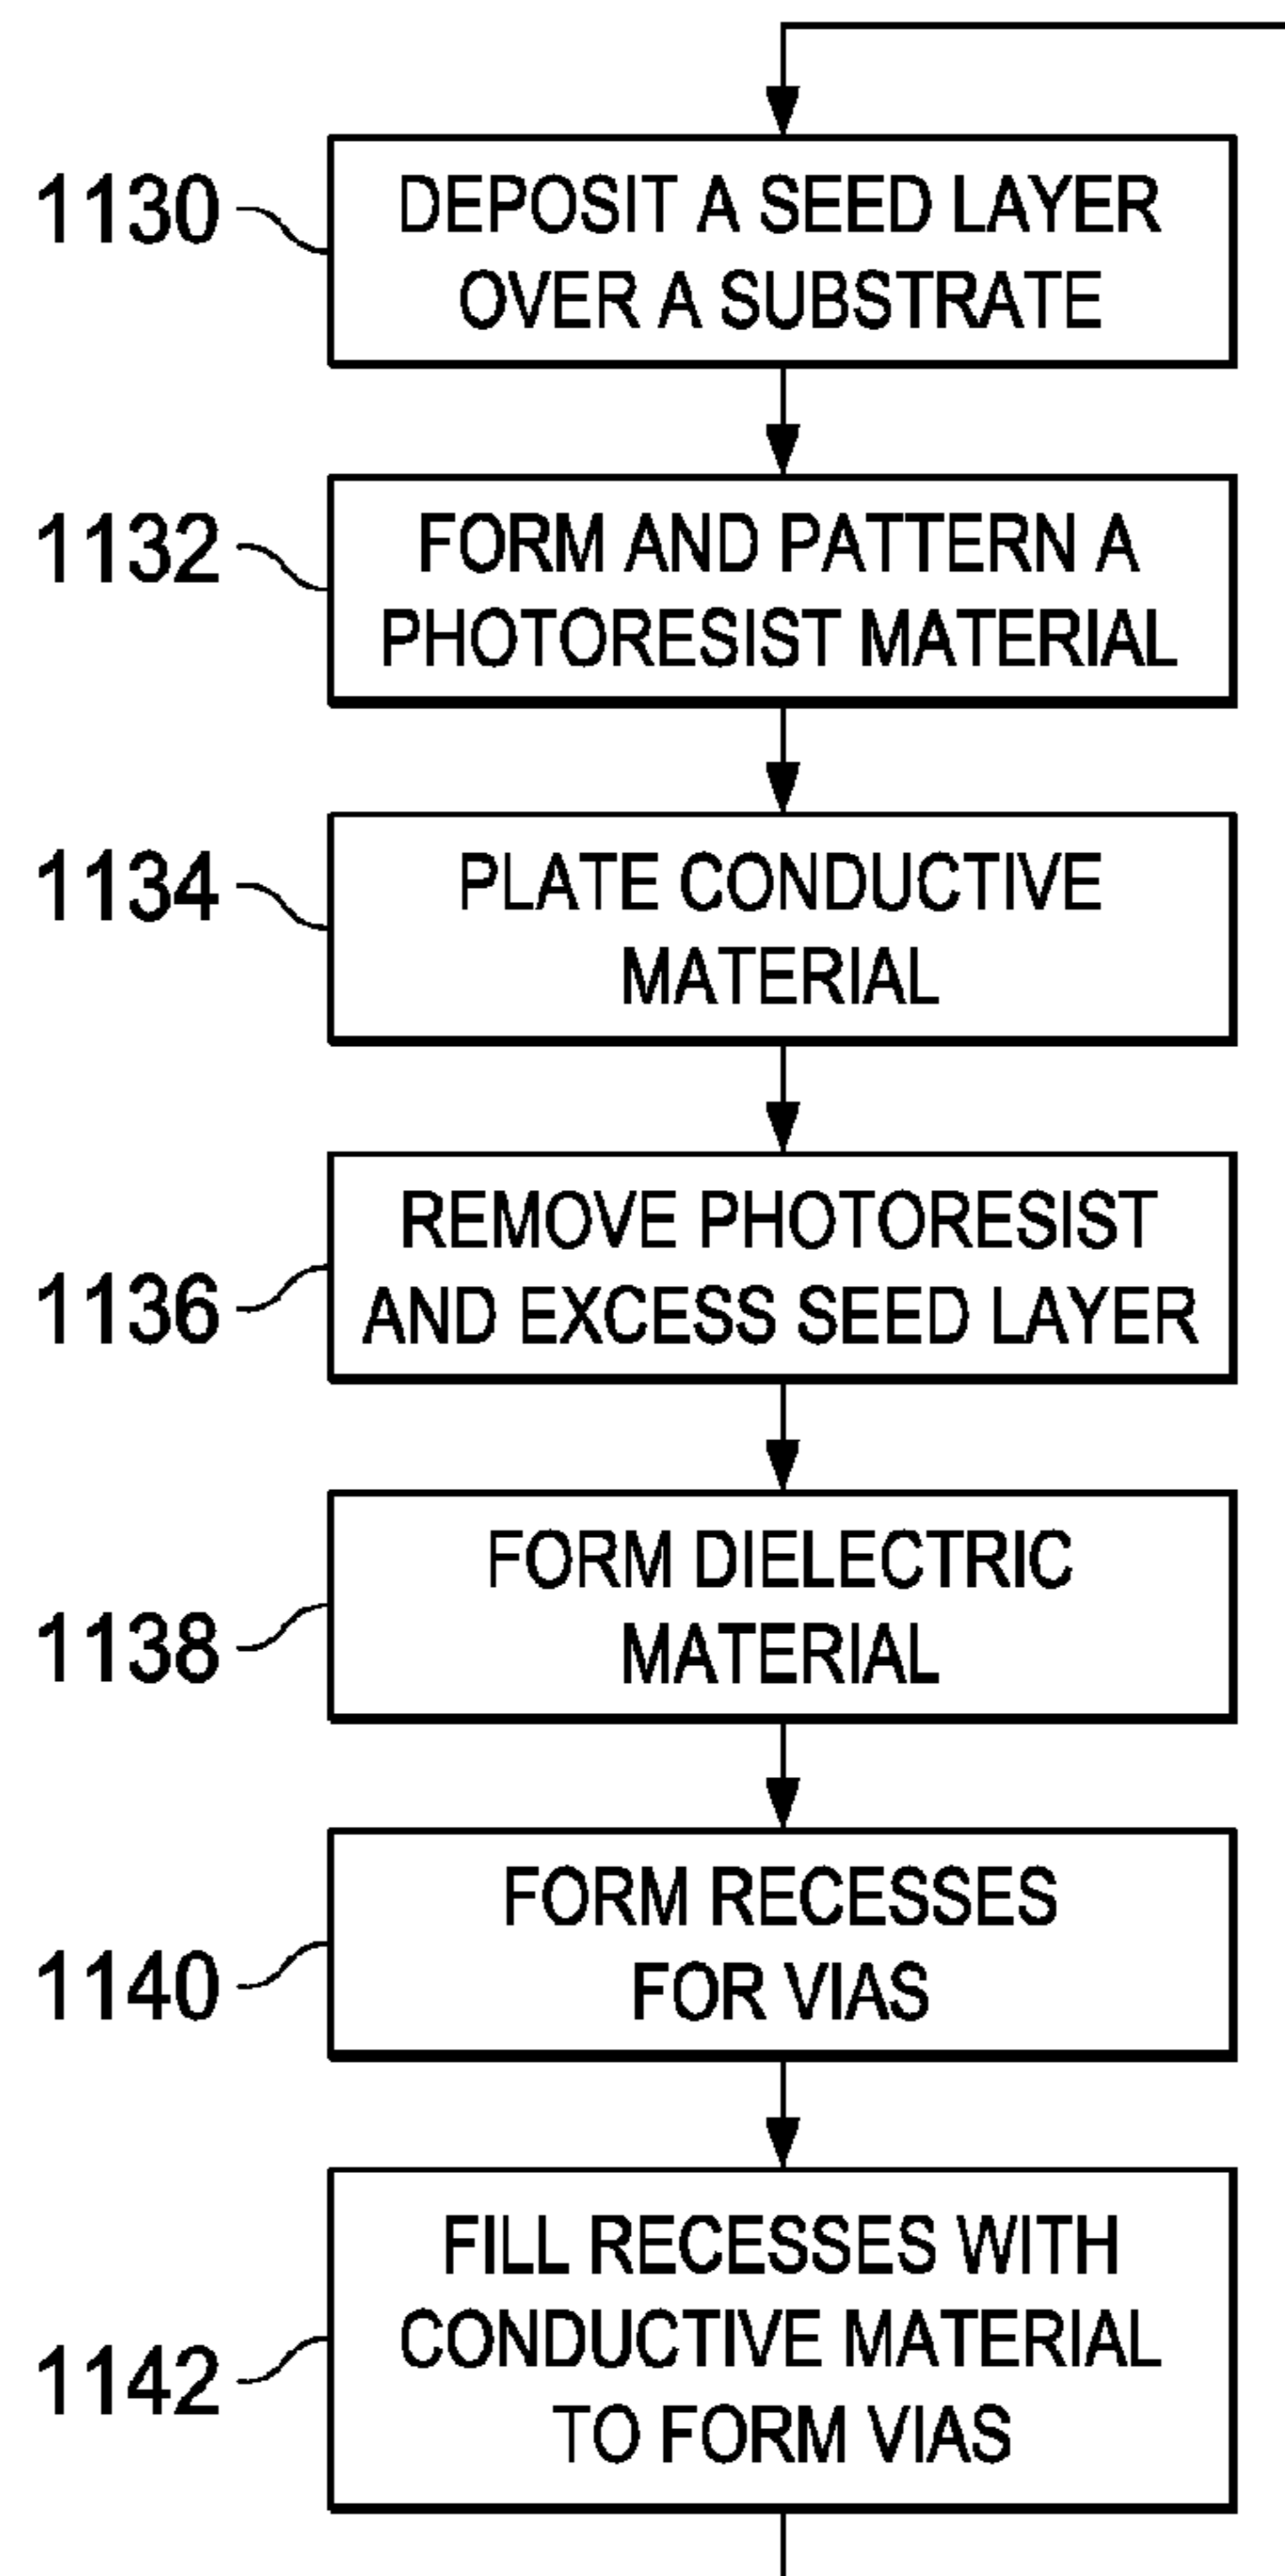 1130
DEPOSIT A SEED LAYER
OVER A SUBSTRATE
1132
FORM AND PATTERN A
PHOTORESIST MATERIAL
1134
PLATE CONDUCTIVE
MATERIAL
1136
REMOVE PHOTORESIST
AND EXCESS SEED LAYER
1138
FORM DIELECTRIC
MATERIAL
1140
FORM RECESSES
FOR VIAS
1142
FILL RECESSES WITH
CONDUCTIVE MATERIAL
TO FORM VIAS